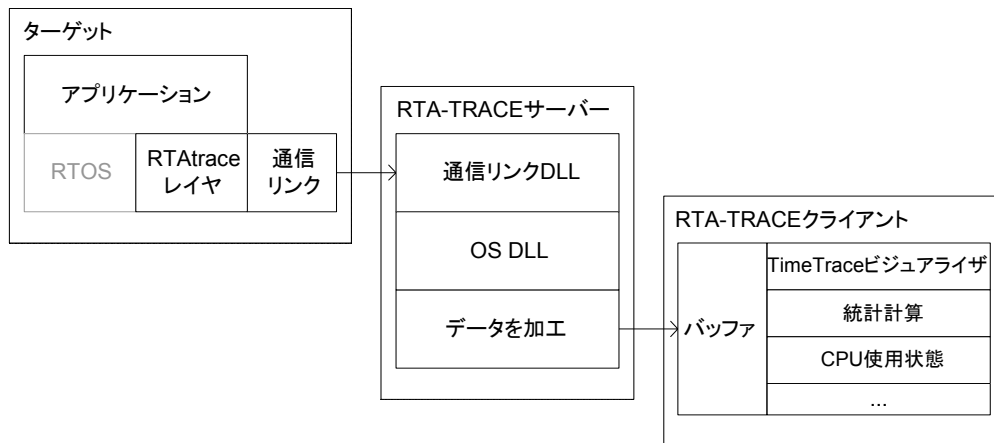 ターゲット
アプリケーション
RTOS
RTAtrace
レイヤ
通信
リンク
RTA-TRACEサーバー
通信リンクDLL
OS DLL
データを加工
RTA-TRACEクライアント
バッファ
TimeTraceビジュアライザ
統計計算
CPU使用状態
...